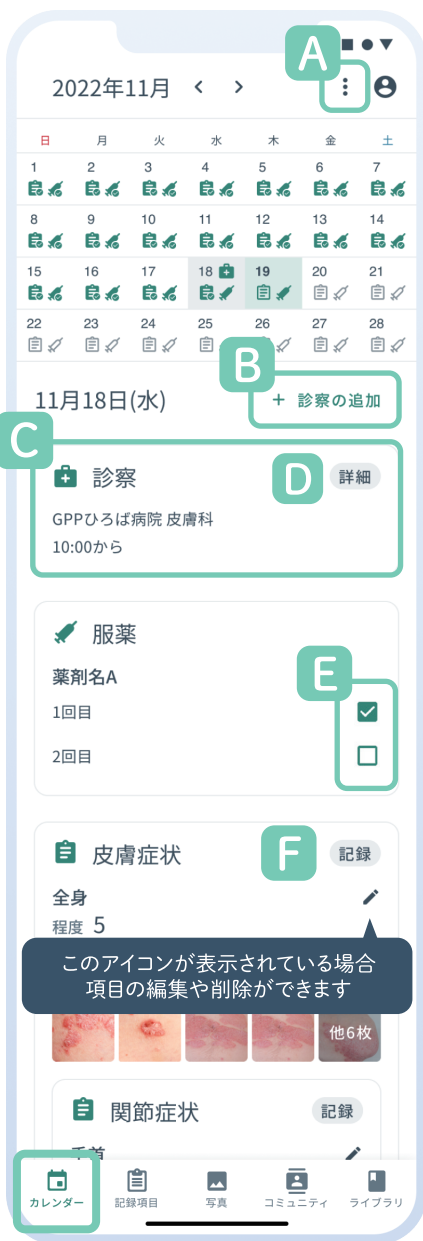 A
2022年11月 < >
日 月 火 水 木 金 土
1 2 3 4 5 6 7
8 9 10 11 12 13 14
15 16 17 18 19 20 21
22 23 24 25 26 27 28
B
11月18日(水)
+ 診察の追加
C
診察
D
詳細
GPPひろば病院 皮膚科
10:00から
服薬
薬剤名A
E
1回目
2回目
皮膚症状
F
記録
全身
程度 5
このアイコンが表示されている場合
項目の編集や削除ができます
他6枚
関節症状
記録
手首
カレンダー 記録項目 写真 コミュニティ ライブラリ